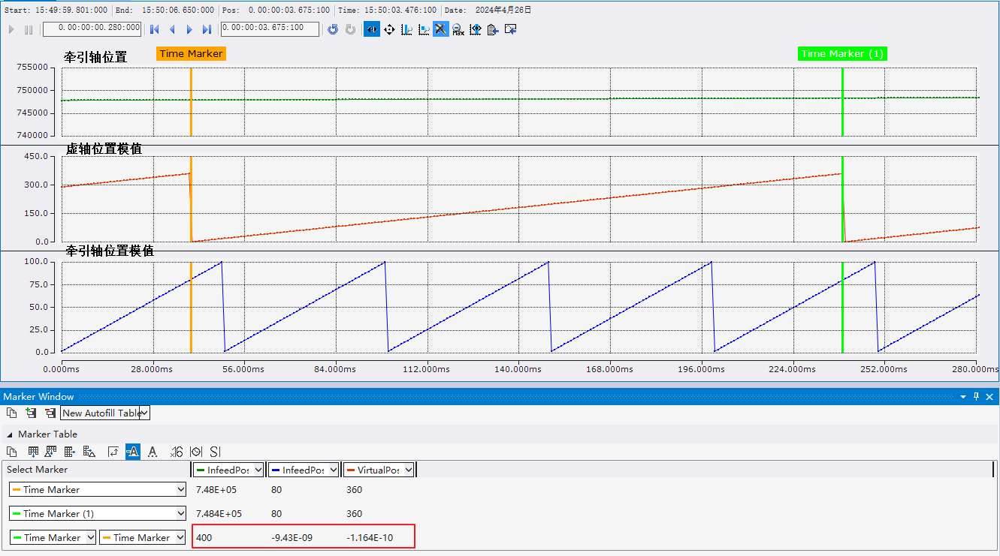 Start: 15:49:59.801:000 End: 15:50:06.650:000 Pos: 0.00:00:03.675:100 Time: 15:50:03.476:100 Date: 2024年4月26日
0.00:00:00.280:000 0.00:00:03.675:100
牵引轴位置
Time Marker
Time Marker (1)
755000
750000
745000
740000
虚轴位置模值
450.0
300.0
150.0
0.0
牵引轴位置模值
100.0
75.0
50.0
25.0
0.0
0.000ms 28.000ms 56.000ms 84.000ms 112.000ms 140.000ms 168.000ms 196.000ms 224.000ms 252.000ms 280.000ms
Marker Window
New Autofill Table
Marker Table
Select Marker InfeedPos InfeedPos VirtualPos
Time Marker 7.48E+05 80 360
Time Marker (1) 7.484E+05 80 360
Time Marker Time Marker 400 -9.43E-09 -1.164E-10